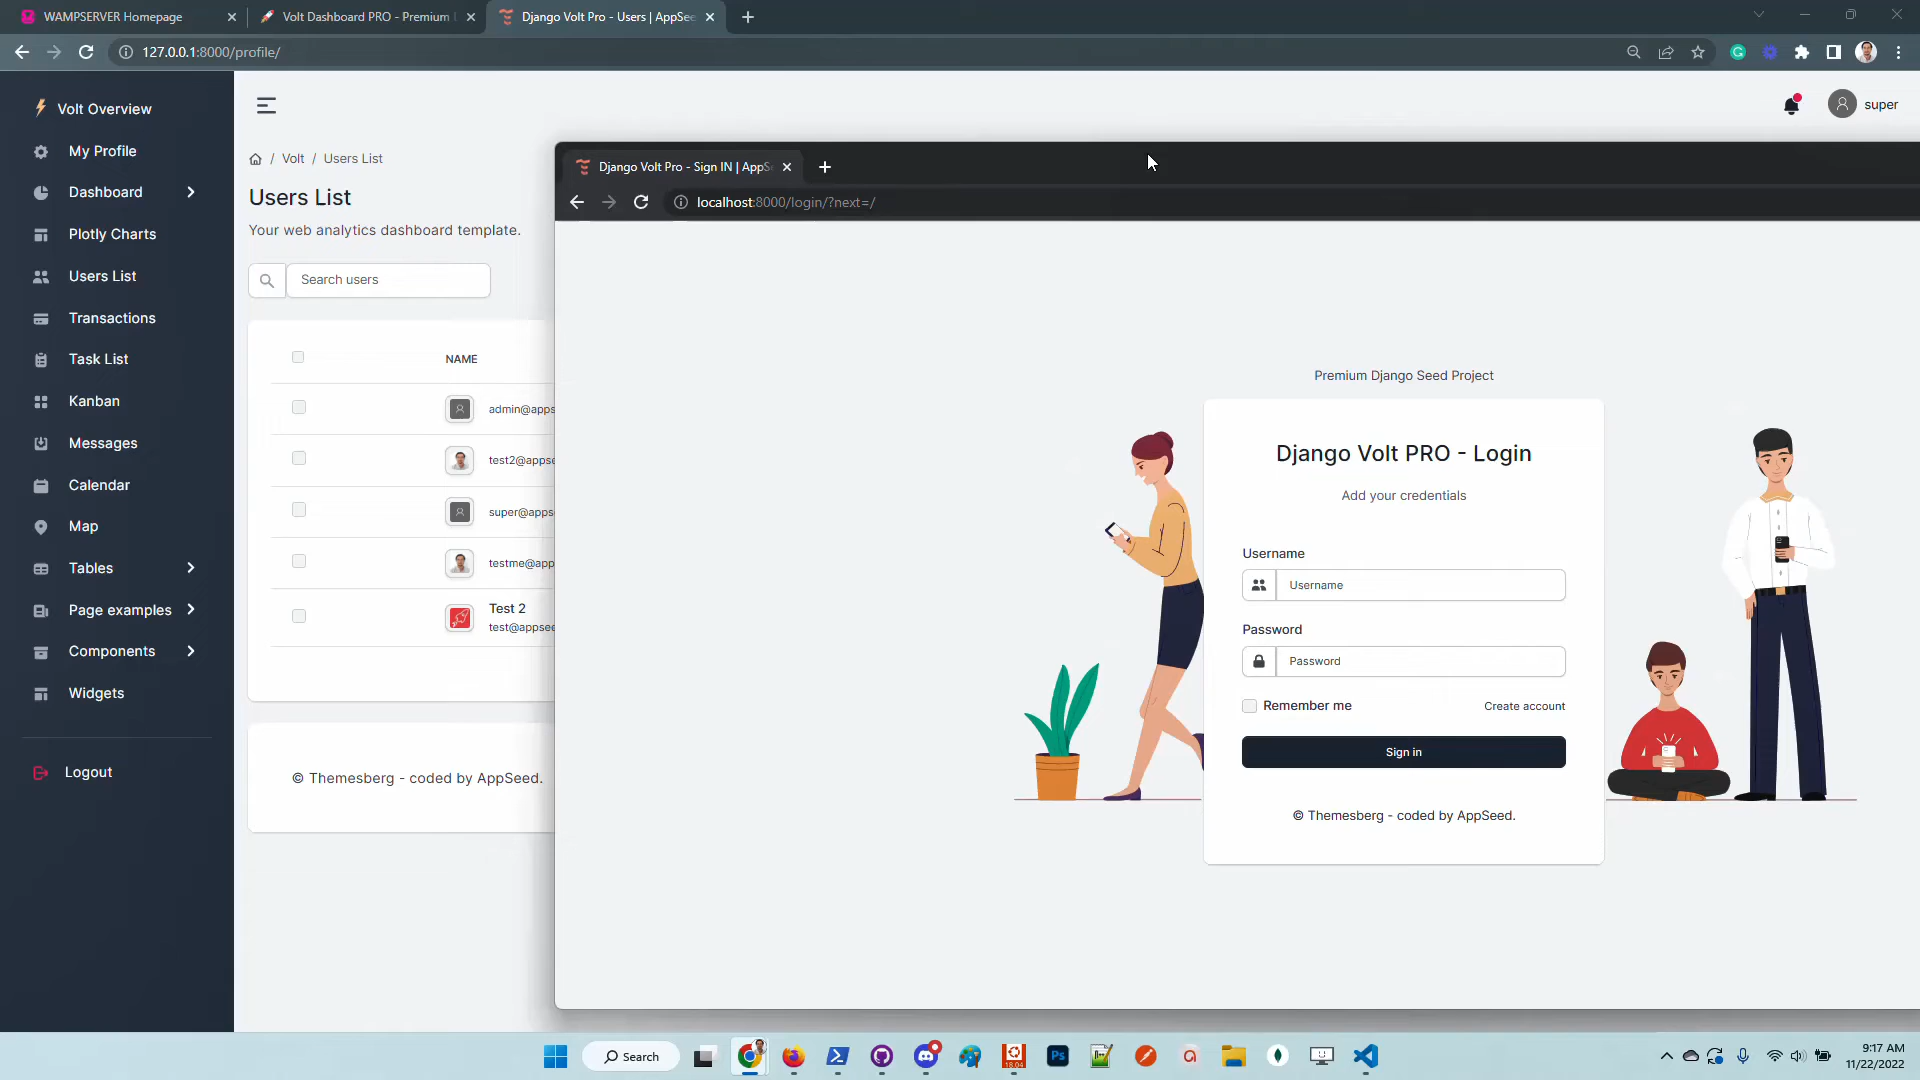 WAMPSERVER Homepage
Volt Dashboard PRO - Premium
Django Volt Pro - Users | AppSee
127.0.0.1:8000/profile/
Volt Overview
My Profile
Dashboard
Plotly Charts
Users List
Transactions
Task List
Kanban
Messages
Calendar
Map
Tables
Page examples
Components
Widgets
Logout
super
/ Volt / Users List
Users List
Your web analytics dashboard template.
Search users
NAME
admin@apps
test2@appse
super@apps
testme@app
Test 2
test@appsee
© Themesberg - coded by AppSeed.
Django Volt Pro - Sign IN | AppS
localhost:8000/login/?next=/
Premium Django Seed Project
Django Volt PRO - Login
Add your credentials
Username
Username
Password
Password
Remember me
Create account
Sign in
© Themesberg - coded by AppSeed.
Search
Ps
18.04
9:17 AM
11/22/2022